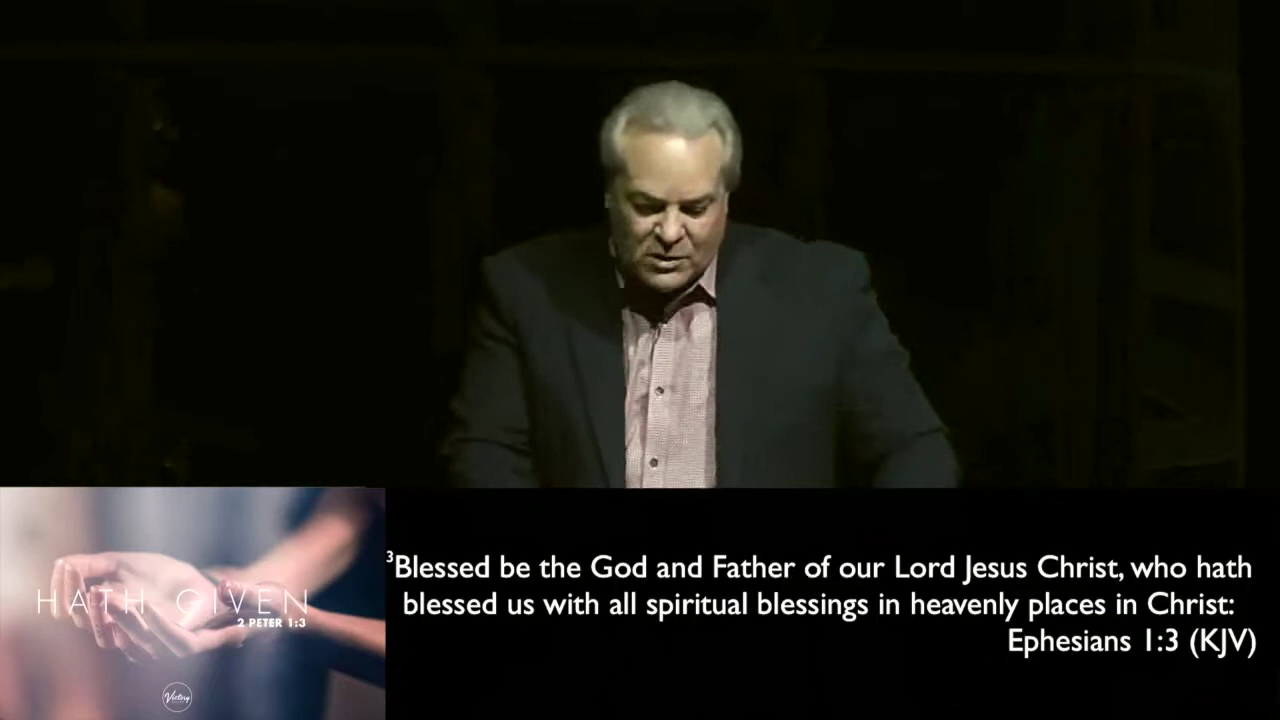 HATH GIVEN
2 PETER 1:3
Victory
³Blessed be the God and Father of our Lord Jesus Christ, who hath
blessed us with all spiritual blessings in heavenly places in Christ:
Ephesians 1:3 (KJV)